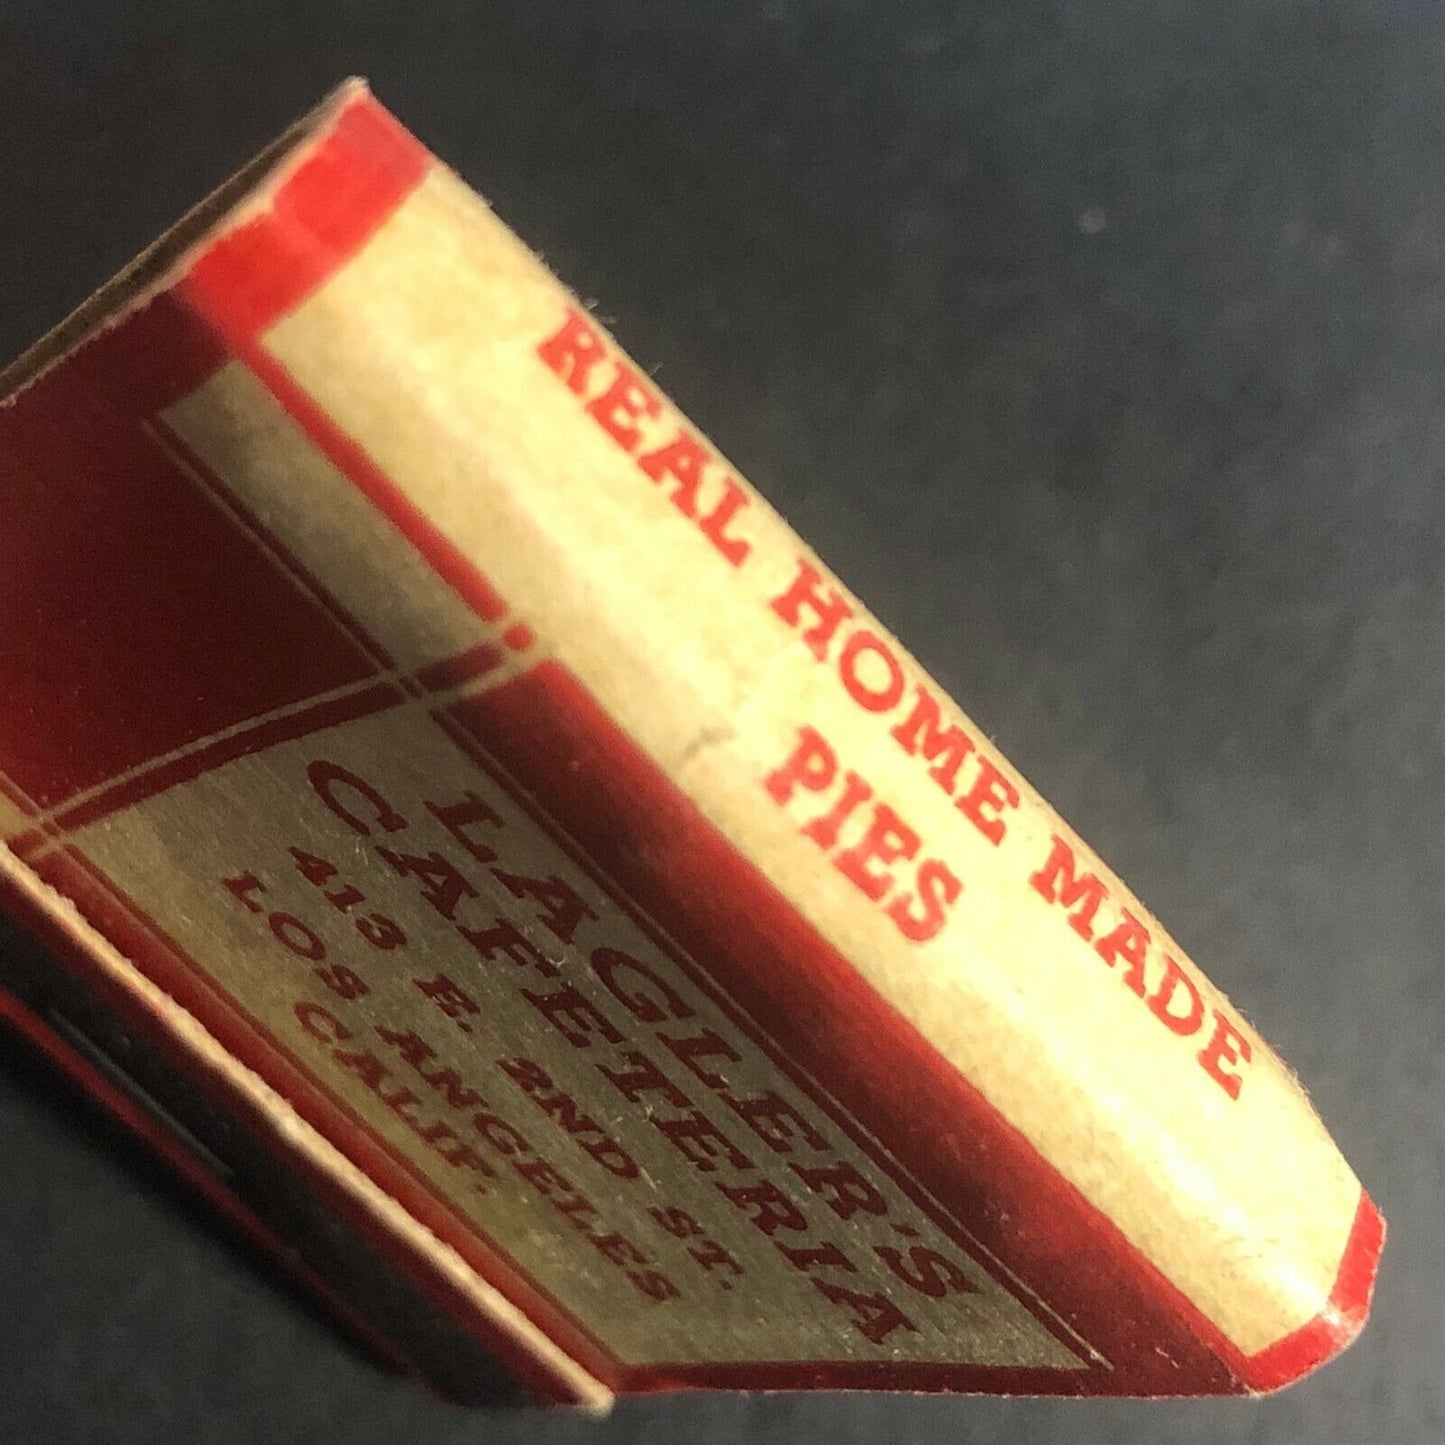 REAL HOME MADE
PIES
LAGLER'S
CAFETERIA
413 E. 2ND ST.
LOS ANGELES
CALIF.